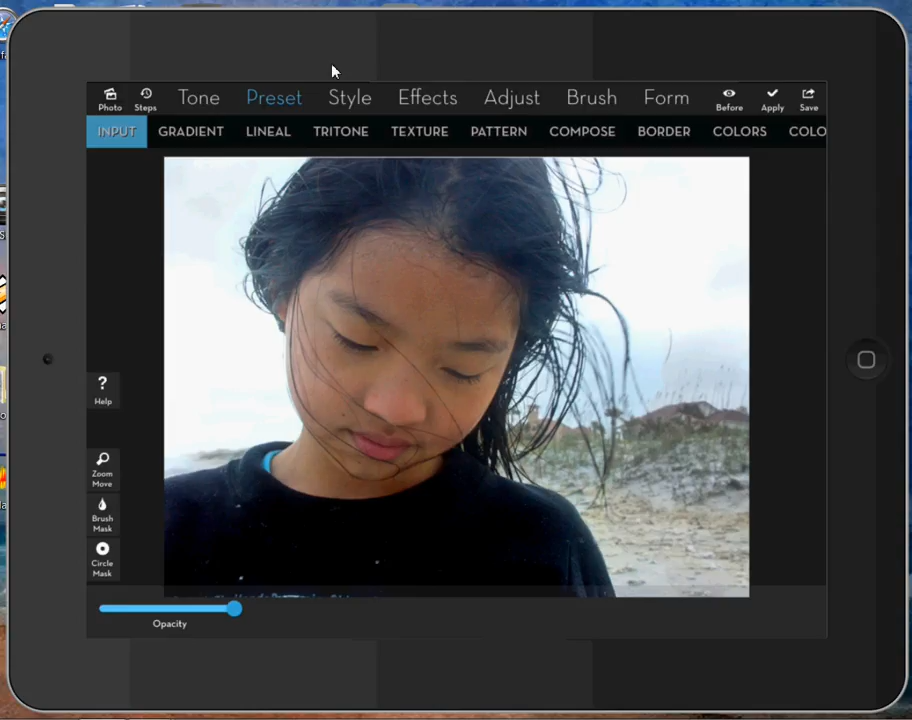 Photo Steps Tone Preset Style Effects Adjust Brush Form Before Apply Save
INPUT GRADIENT LINEAL TRITONE TEXTURE PATTERN COMPOSE BORDER COLORS COLO
?
Help
Zoom
Move
Brush
Mask
Circle
Mask
Opacity